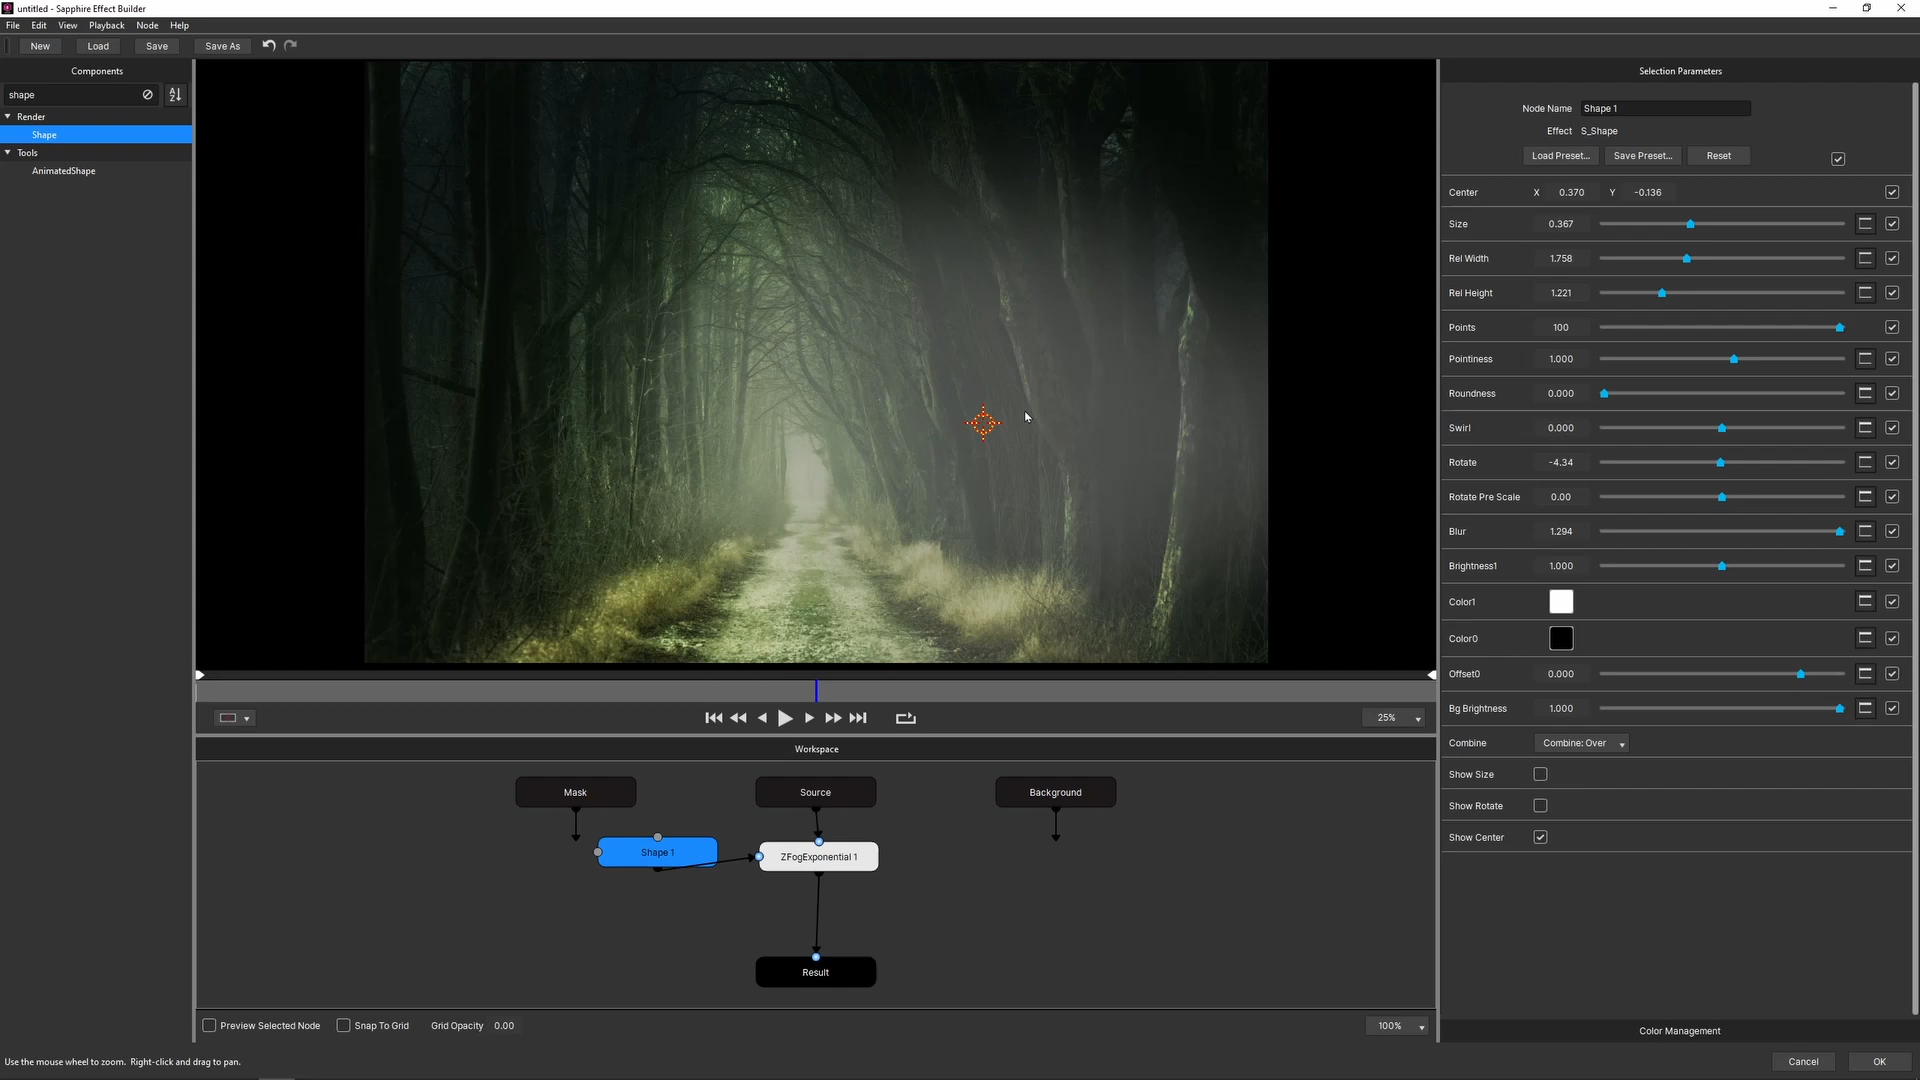 untitled - Sapphire Effect Builder
File Edit View Playback Node Help
New Load Save Save As
Components
shape
A
Z
Render
Shape
Tools
AnimatedShape
25%
Workspace
Mask
Source
Background
Shape 1
ZFogExponential 1
Result
Preview Selected Node
Snap To Grid
Grid Opacity 0.00
100%
Selection Parameters
Node Name Shape 1
Effect S_Shape
Load Preset... Save Preset... Reset
Center X 0.370 Y -0.136
Size 0.367
Rel Width 1.758
Rel Height 1.221
Points 100
Pointiness 1.000
Roundness 0.000
Swirl 0.000
Rotate -4.34
Rotate Pre Scale 0.00
Blur 1.294
Brightness1 1.000
Color1
Color0
Offset0 0.000
Bg Brightness 1.000
Combine Combine: Over
Show Size
Show Rotate
Show Center
Color Management
Use the mouse wheel to zoom. Right-click and drag to pan.
Cancel OK